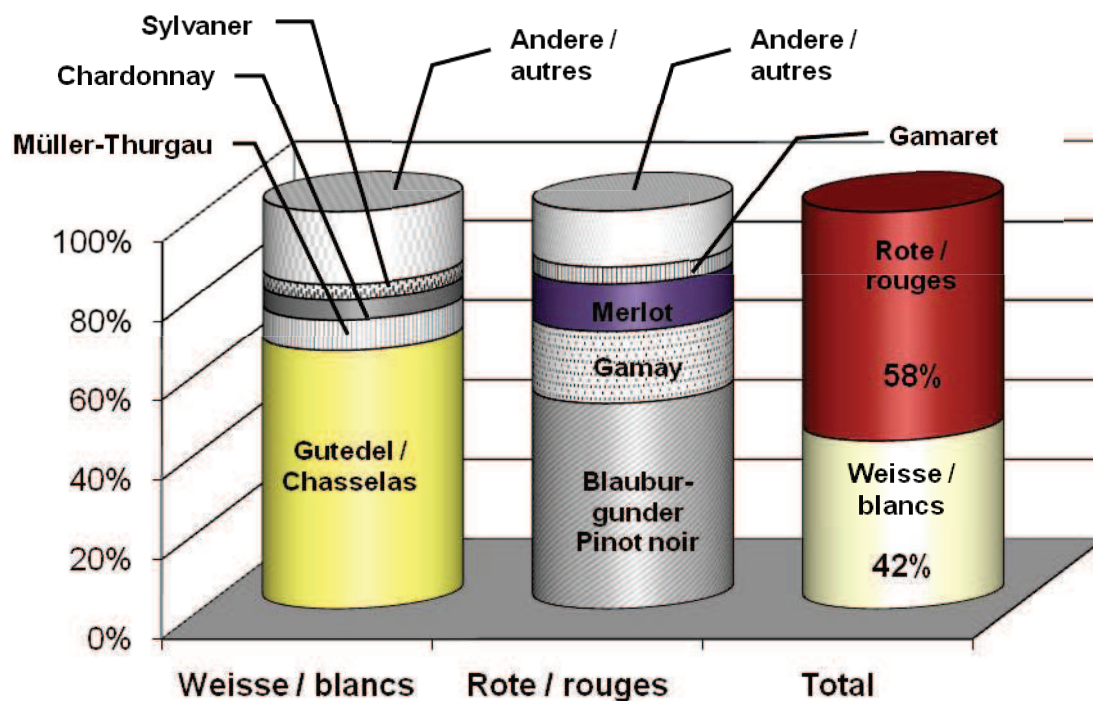 Sylvaner
Chardonnay
Müller-Thurgau
Andere /
autres
Andere /
autres
Gamaret
100%
80%
60%
40%
20%
0%
Gutedel /
Chasselas
Merlot
Gamay
Blaubur-
gunder
Pinot noir
Rote /
rouges
58%
Weisse /
blancs
42%
Weisse / blancs
Rote / rouges
Total